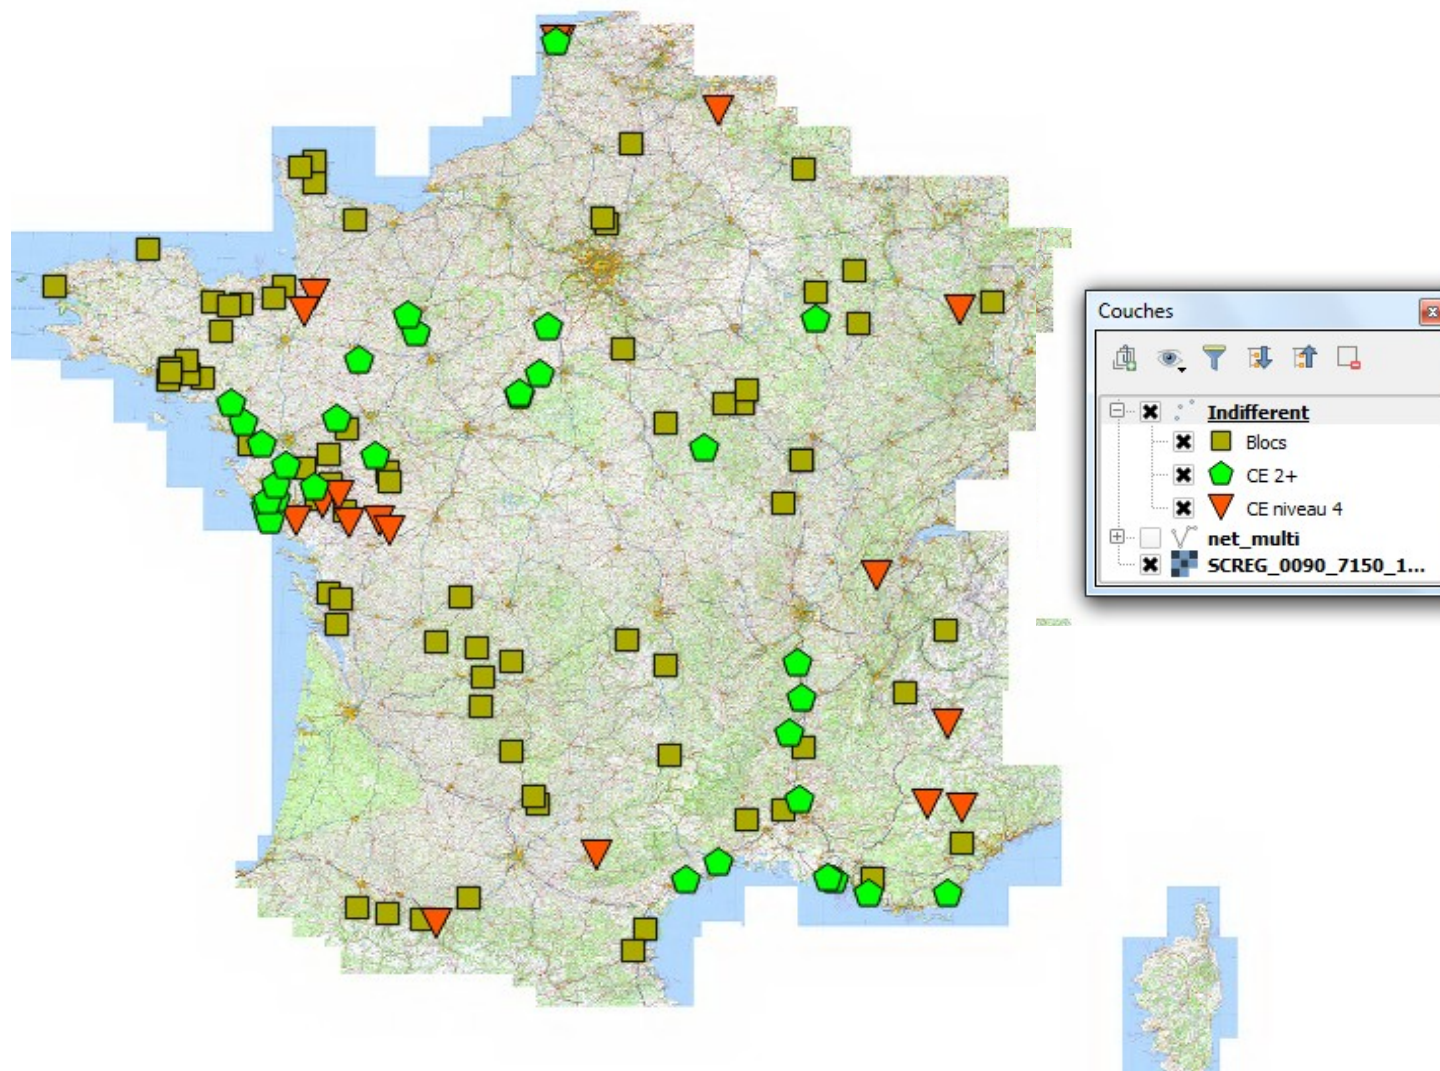 Couches
Indifferent
Blocs
CE 2+
CE niveau 4
net_multi
SCREG_0090_7150_1...